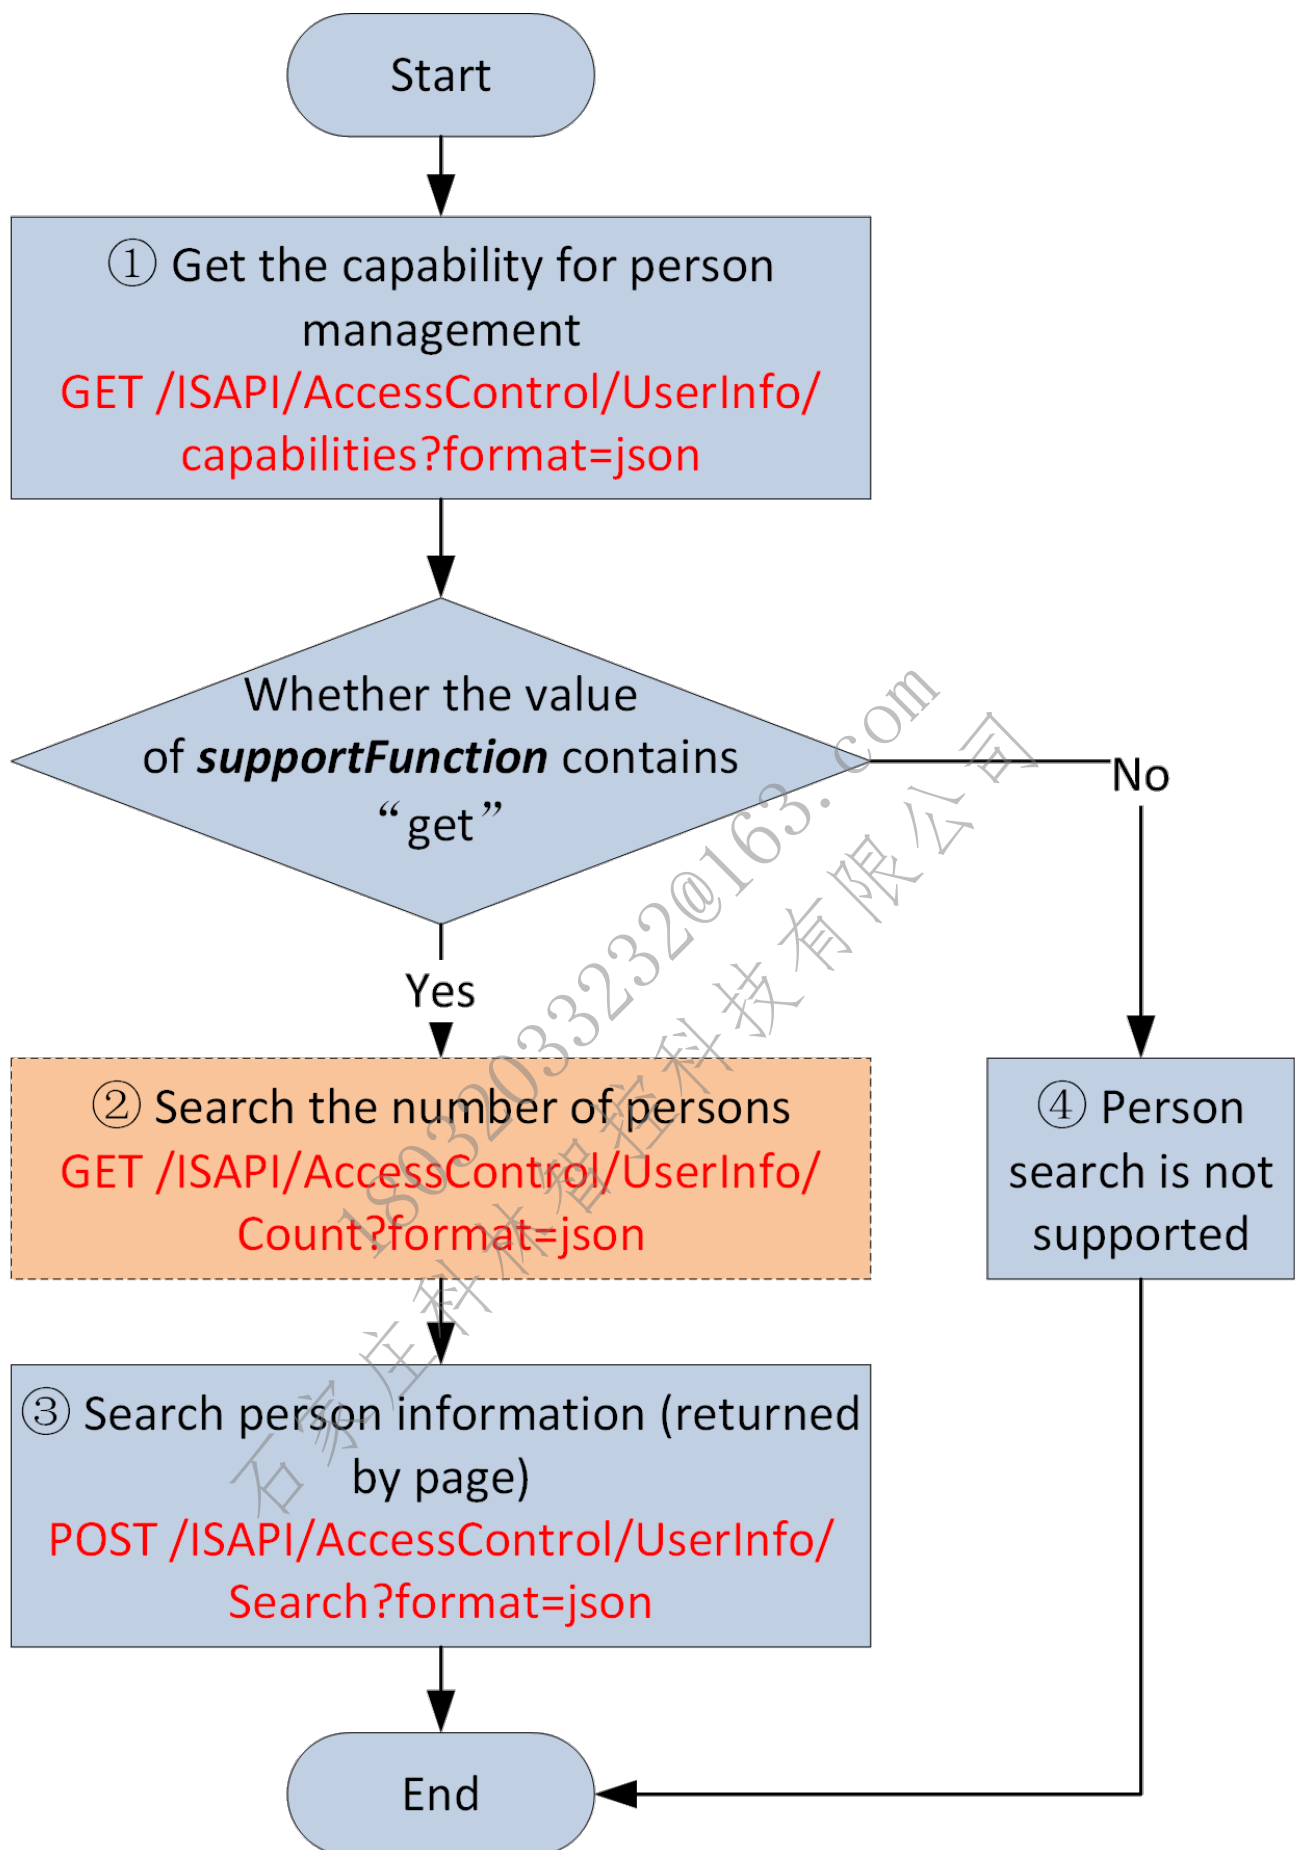 Start
① Get the capability for person
management
GET /ISAPI/AccessControl/UserInfo/
capabilities?format=json
Whether the value
of supportFunction contains
“get”
No
Yes
② Search the number of persons
GET /ISAPI/AccessControl/UserInfo/
Count?format=json
④ Person
search is not
supported
③ Search person information (returned
by page)
POST /ISAPI/AccessControl/UserInfo/
Search?format=json
End
18032033232@163.com
石家庄科林智控科技有限公司